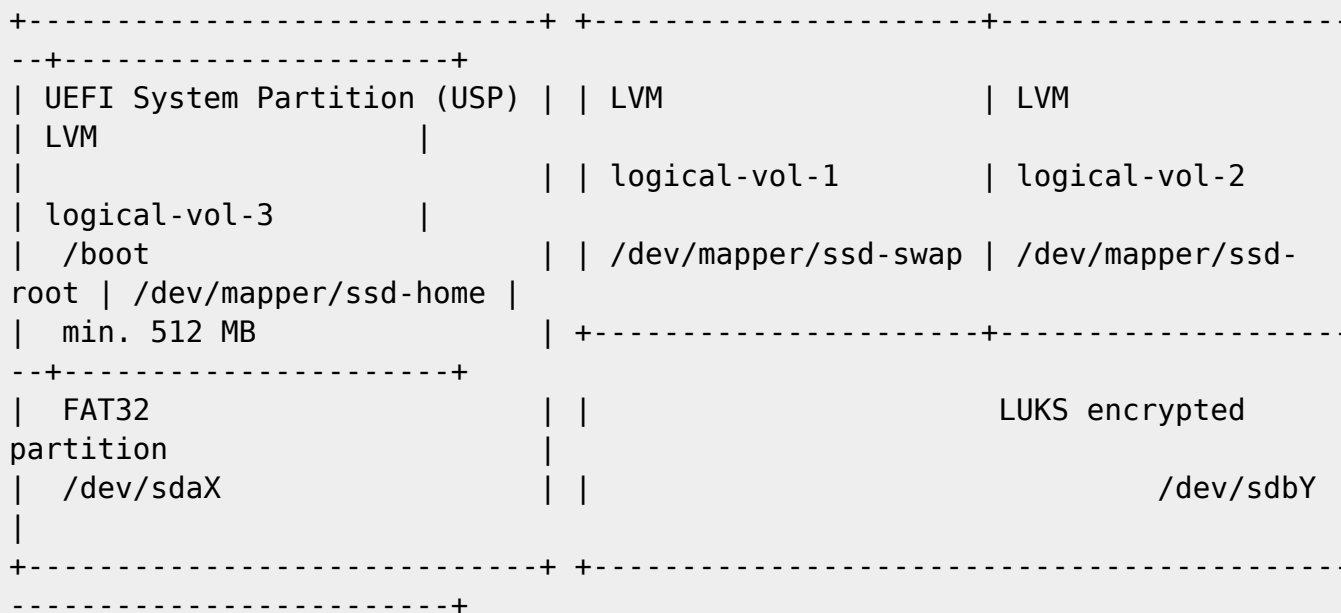 +-----------------------------+ +----------------------+--------------------
--+----------------------+
| UEFI System Partition (USP) | | LVM                  | LVM
| LVM                  |
|                             | | logical-vol-1        | logical-vol-2
| logical-vol-3        |
|  /boot                      | | /dev/mapper/ssd-swap | /dev/mapper/ssd-
root | /dev/mapper/ssd-home |
|  min. 512 MB                | +----------------------+--------------------
--+----------------------+
|  FAT32                      | |                       LUKS encrypted
partition                     |
|  /dev/sdaX                  | |                                /dev/sdbY
|
+-----------------------------+ +-------------------------------------------
-------------------------+